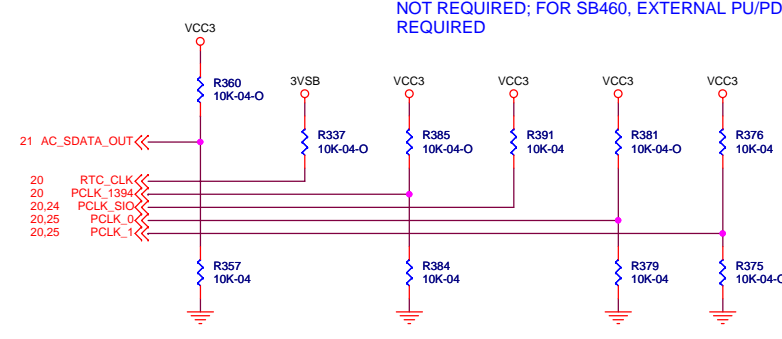 NOT REQUIRED; FOR SB460, EXTERNAL PU/PD
REQUIRED
VCC3
R360
10K-04-O
3VSB
VCC3
VCC3
VCC3
VCC3
21 AC_SDATA_OUT
R337
10K-04-O
R385
10K-04-O
R391
10K-04
R381
10K-04-O
R376
10K-04
20 RTC_CLK
20 PCLK_1394
20,24 PCLK_SIO
20,25 PCLK_0
20,25 PCLK_1
R357
10K-04
R384
10K-04
R379
10K-04
R375
10K-04-O